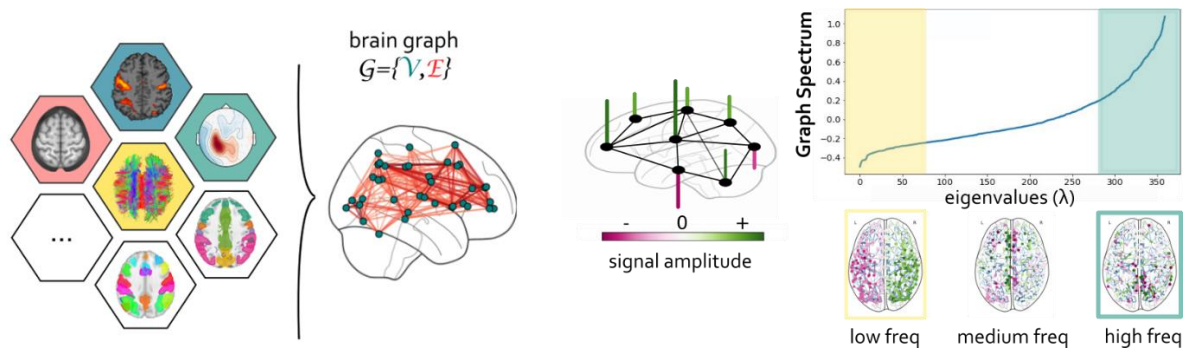 brain graph
𝒢={𝒱,ℰ}
...
- 0 +
signal amplitude
Graph Spectrum
1.0
0.8
0.6
0.4
0.2
0.0
−0.2
−0.4
0 50 100 150 200 250 300 350
eigenvalues (λ)
L R
L R
L R
low freq medium freq high freq